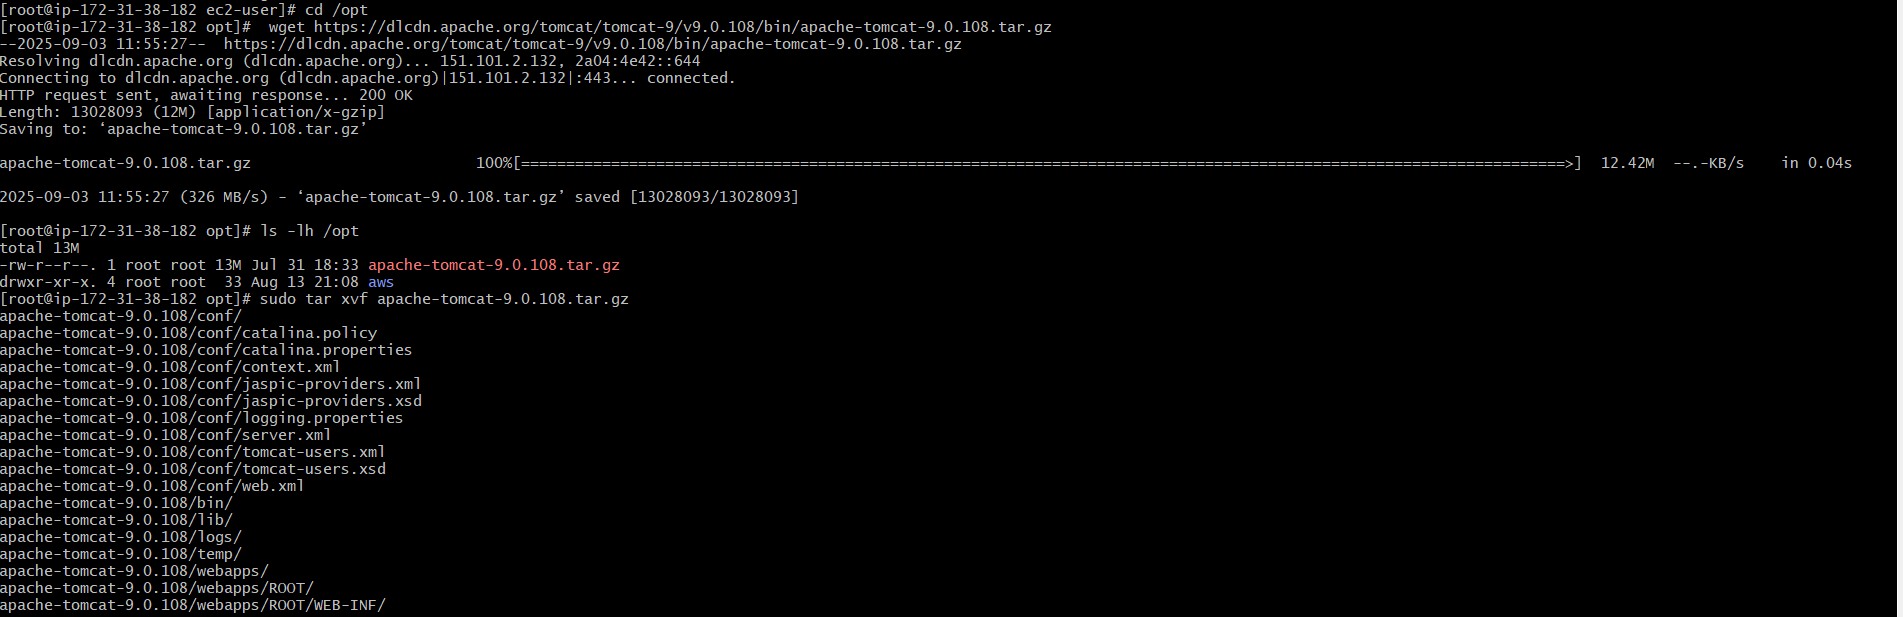 [root@ip-172-31-38-182 ec2-user]# cd /opt
[root@ip-172-31-38-182 opt]#  wget https://dlcdn.apache.org/tomcat/tomcat-9/v9.0.108/bin/apache-tomcat-9.0.108.tar.gz
--2025-09-03 11:55:27--  https://dlcdn.apache.org/tomcat/tomcat-9/v9.0.108/bin/apache-tomcat-9.0.108.tar.gz
Resolving dlcdn.apache.org (dlcdn.apache.org)... 151.101.2.132, 2a04:4e42::644
Connecting to dlcdn.apache.org (dlcdn.apache.org)|151.101.2.132|:443... connected.
HTTP request sent, awaiting response... 200 OK
Length: 13028093 (12M) [application/x-gzip]
Saving to: ‘apache-tomcat-9.0.108.tar.gz’
apache-tomcat-9.0.108.tar.gz                         100%[====================================================================================================================>]  12.42M  --.-KB/s    in 0.04s
2025-09-03 11:55:27 (326 MB/s) - ‘apache-tomcat-9.0.108.tar.gz’ saved [13028093/13028093]
[root@ip-172-31-38-182 opt]# ls -lh /opt
total 13M
-rw-r--r--. 1 root root 13M Jul 31 18:33 apache-tomcat-9.0.108.tar.gz
drwxr-xr-x. 4 root root  33 Aug 13 21:08 aws
[root@ip-172-31-38-182 opt]# sudo tar xvf apache-tomcat-9.0.108.tar.gz
apache-tomcat-9.0.108/conf/
apache-tomcat-9.0.108/conf/catalina.policy
apache-tomcat-9.0.108/conf/catalina.properties
apache-tomcat-9.0.108/conf/context.xml
apache-tomcat-9.0.108/conf/jaspic-providers.xml
apache-tomcat-9.0.108/conf/jaspic-providers.xsd
apache-tomcat-9.0.108/conf/logging.properties
apache-tomcat-9.0.108/conf/server.xml
apache-tomcat-9.0.108/conf/tomcat-users.xml
apache-tomcat-9.0.108/conf/tomcat-users.xsd
apache-tomcat-9.0.108/conf/web.xml
apache-tomcat-9.0.108/bin/
apache-tomcat-9.0.108/lib/
apache-tomcat-9.0.108/logs/
apache-tomcat-9.0.108/temp/
apache-tomcat-9.0.108/webapps/
apache-tomcat-9.0.108/webapps/ROOT/
apache-tomcat-9.0.108/webapps/ROOT/WEB-INF/